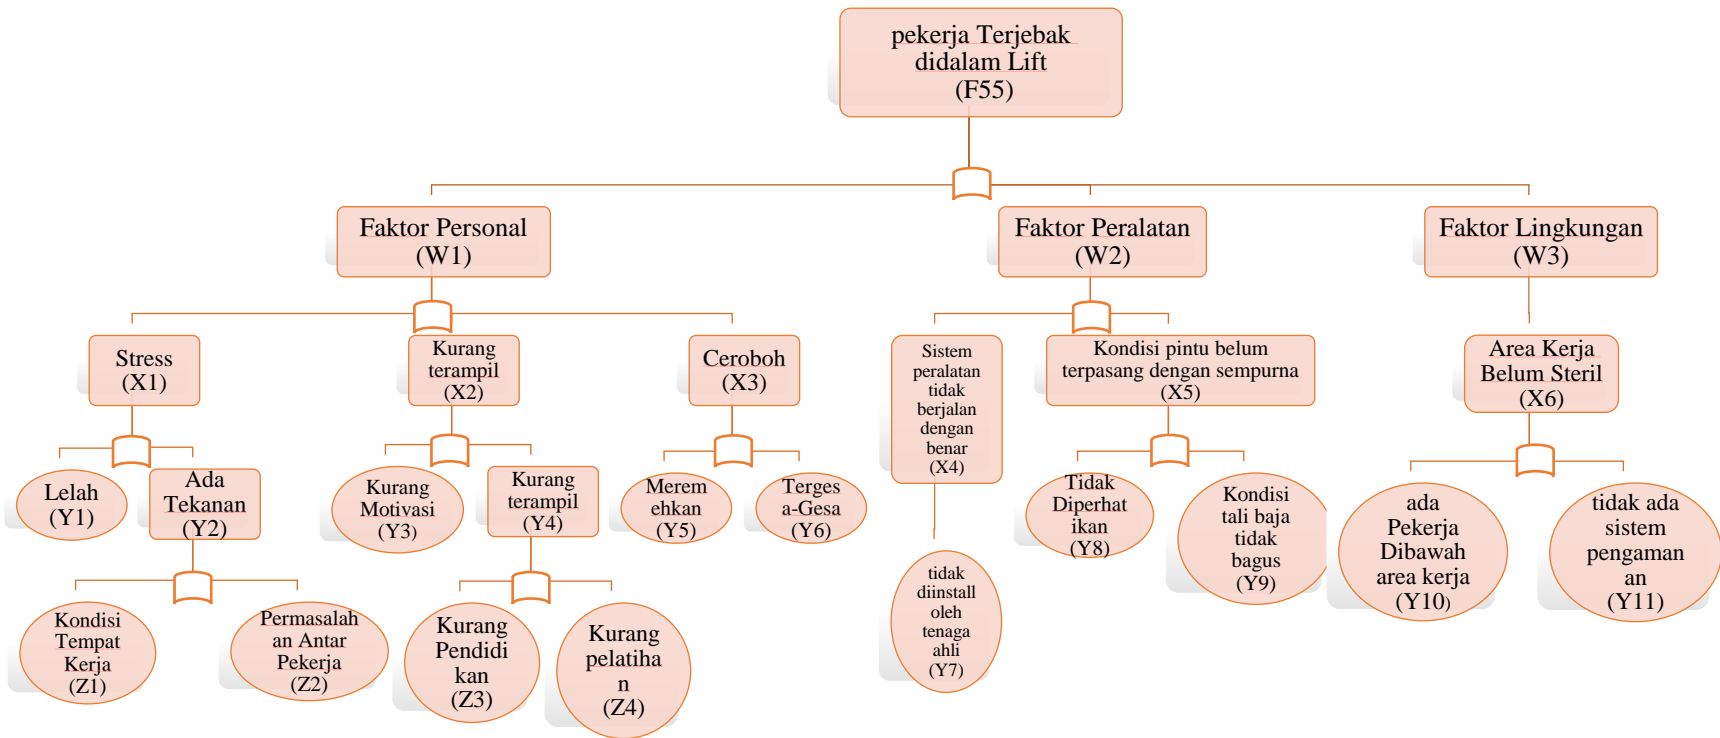 pekerja Terjebak
didalam Lift
(F55)
Faktor Personal
(W1)
Faktor Peralatan
(W2)
Faktor Lingkungan
(W3)
Stress
(X1)
Kurang
terampil
(X2)
Ceroboh
(X3)
Sistem
peralatan
tidak
berjalan
dengan
benar
(X4)
Kondisi pintu belum
terpasang dengan sempurna
(X5)
Area Kerja
Belum Steril
(X6)
Lelah
(Y1)
Ada
Tekanan
(Y2)
Kurang
Motivasi
(Y3)
Kurang
terampil
(Y4)
Merem
ehkan
(Y5)
Terges
a-Gesa
(Y6)
tidak
diinstall
oleh
tenaga
ahli
(Y7)
Tidak
Diperhat
ikan
(Y8)
Kondisi
tali baja
tidak
bagus
(Y9)
ada
Pekerja
Dibawah
area kerja
(Y10)
tidak ada
sistem
pengaman
an
(Y11)
Kondisi
Tempat
Kerja
(Z1)
Permasalah
an Antar
Pekerja
(Z2)
Kurang
Pendidi
kan
(Z3)
Kurang
pelatiha
n
(Z4)